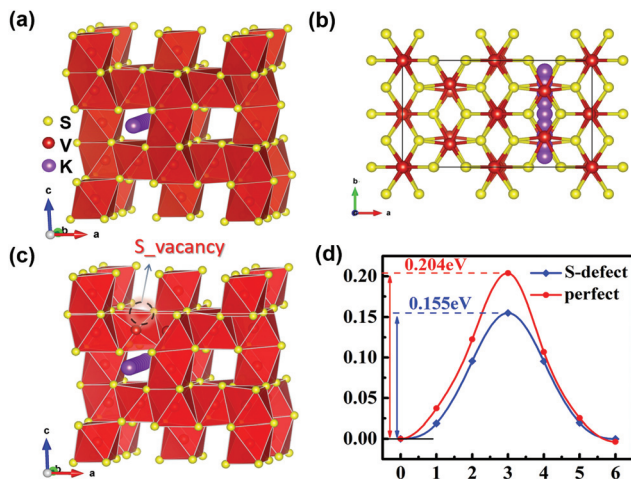 (a)
S
V
K
c
b
a
(b)
b
a
(c)
S_vacancy
c
b
a
(d)
0.204eV
0.155eV
S-defect
perfect
0.20
0.15
0.10
0.05
0.00
0 1 2 3 4 5 6